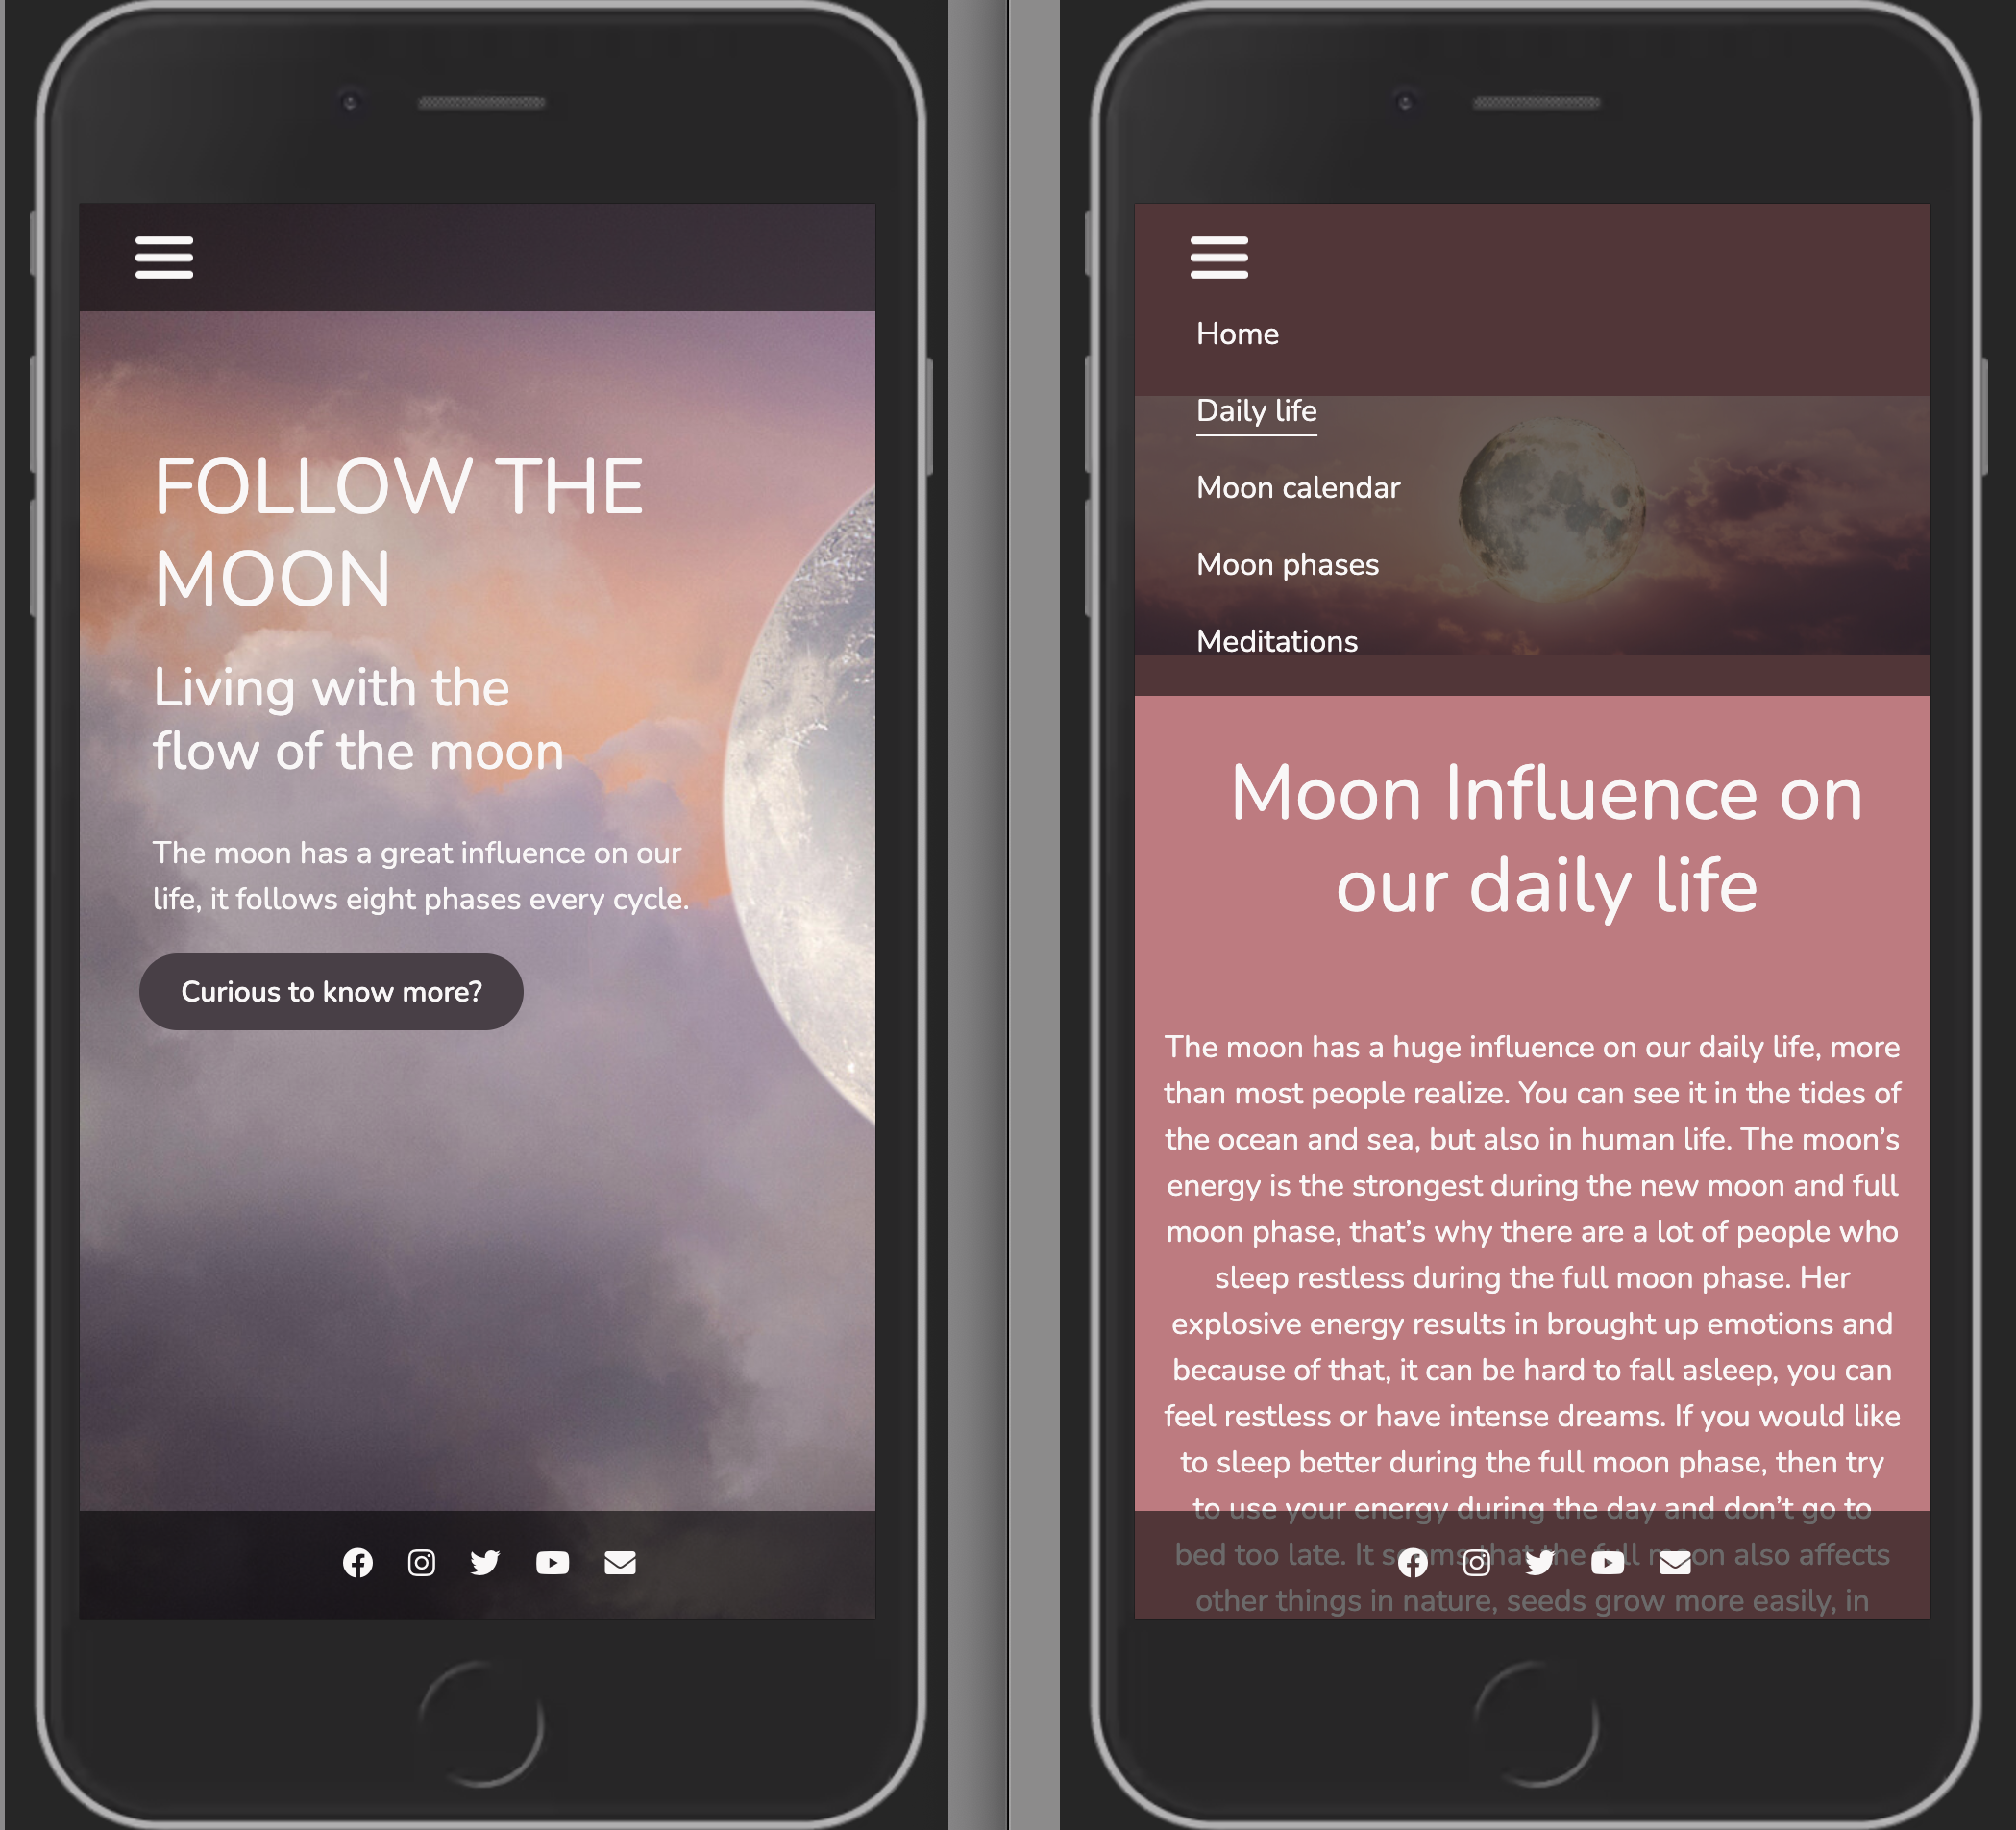 FOLLOW THE
MOON
Living with the
flow of the moon
The moon has a great influence on our
life, it follows eight phases every cycle.
Curious to know more?
Home
Daily life
Moon calendar
Moon phases
Meditations
Moon Influence on
our daily life
The moon has a huge influence on our daily life, more
than most people realize. You can see it in the tides of
the ocean and sea, but also in human life. The moon’s
energy is the strongest during the new moon and full
moon phase, that’s why there are a lot of people who
sleep restless during the full moon phase. Her
explosive energy results in brought up emotions and
because of that, it can be hard to fall asleep, you can
feel restless or have intense dreams. If you would like
to sleep better during the full moon phase, then try
to use your energy during the day and don’t go to
bed too late. It seems that the full moon also affects
other things in nature, seeds grow more easily, in